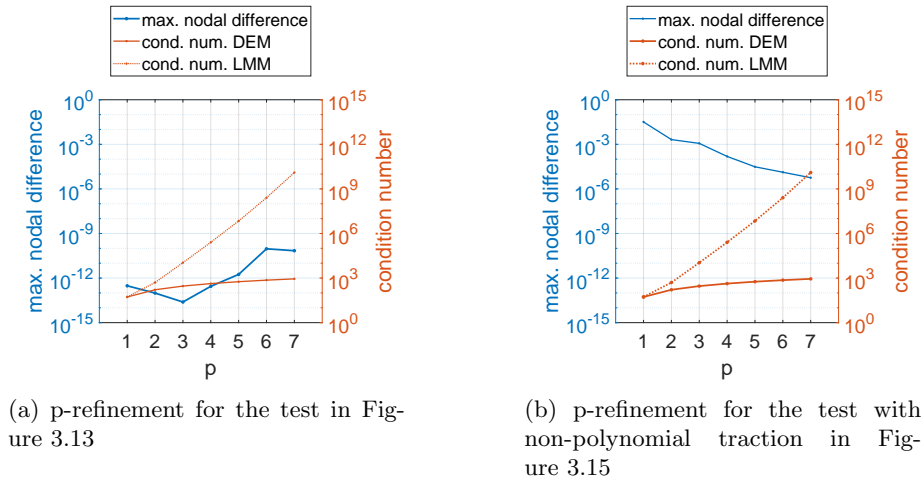 max. nodal difference
cond. num. DEM
cond. num. LMM
10^0
10^-3
10^-6
10^-9
10^-12
10^-15
max. nodal difference
10^15
10^12
10^9
10^6
10^3
10^0
condition number
1 2 3 4 5 6 7
p
(a) p-refinement for the test in Fig-
ure 3.13
max. nodal difference
cond. num. DEM
cond. num. LMM
10^0
10^-3
10^-6
10^-9
10^-12
10^-15
max. nodal difference
10^15
10^12
10^9
10^6
10^3
10^0
condition number
1 2 3 4 5 6 7
p
(b) p-refinement for the test with
non-polynomial traction in Fig-
ure 3.15